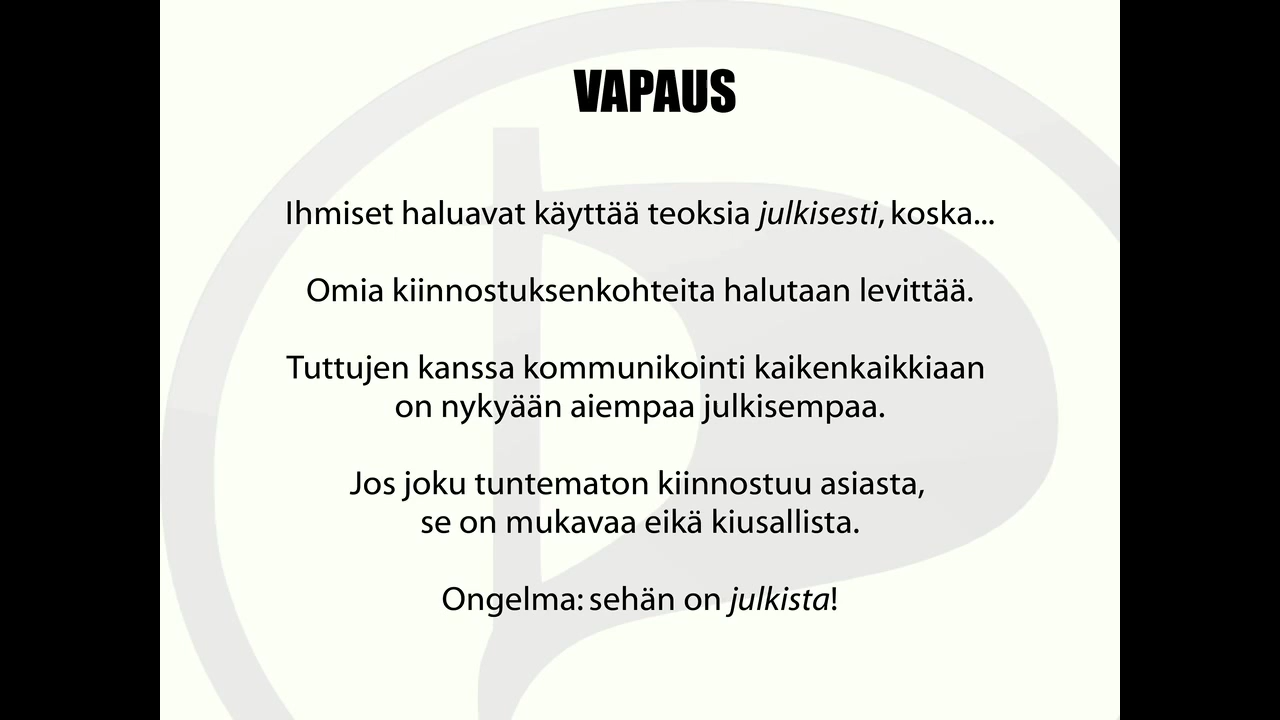 VAPAUS
Ihmiset haluavat käyttää teoksia julkisesti, koska...
Omia kiinnostuksenkohteita halutaan levittää.
Tuttujen kanssa kommunikointi kaikenkaikkiaan
on nykyään aiempaa julkisempaa.
Jos joku tuntematon kiinnostuu asiasta,
se on mukavaa eikä kiusallista.
Ongelma: sehän on julkista!